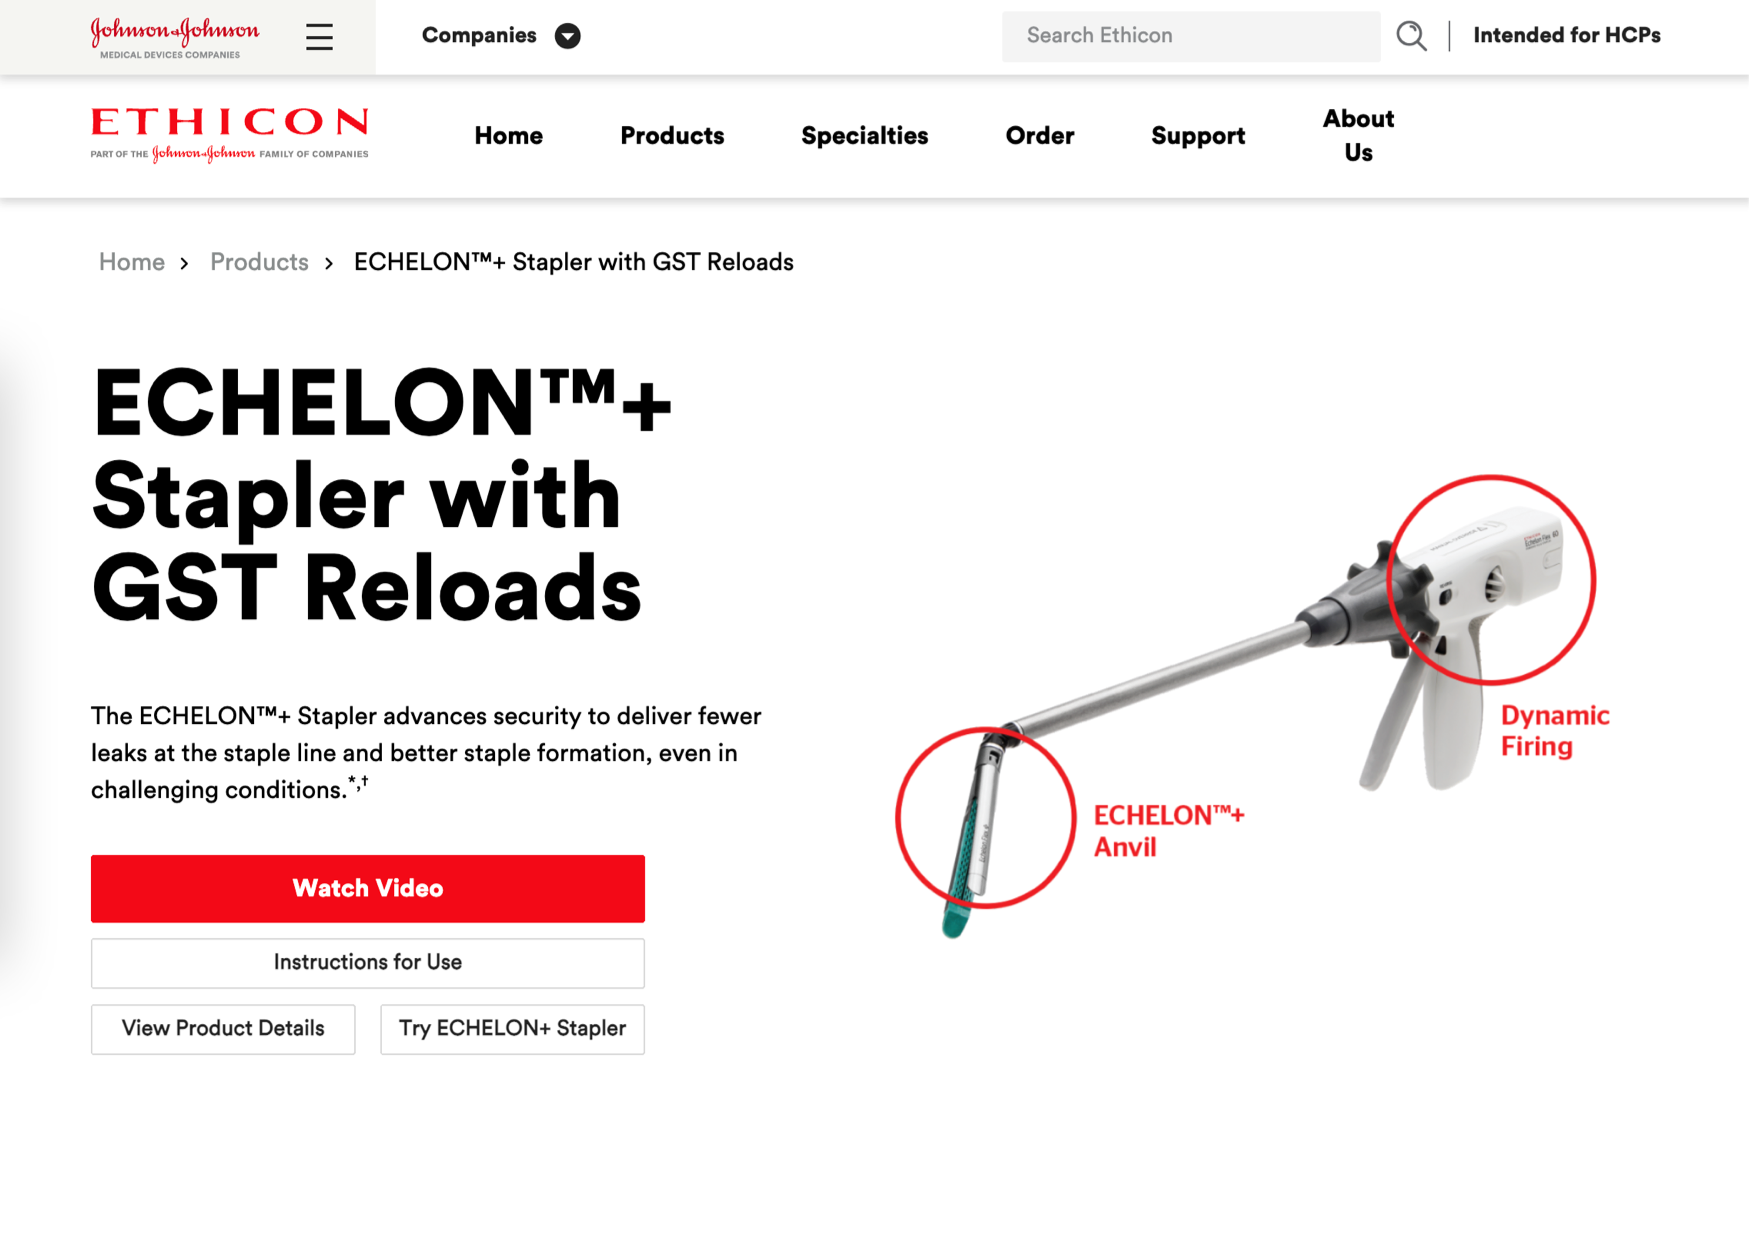 Johnson & Johnson
MEDICAL DEVICES COMPANIES
Companies
Search Ethicon
Intended for HCPs
ETHICON
PART OF THE Johnson & Johnson FAMILY OF COMPANIES
Home
Products
Specialties
Order
Support
About
Us
Home > Products > ECHELON™+ Stapler with GST Reloads
ECHELON™+
Stapler with
GST Reloads
The ECHELON™+ Stapler advances security to deliver fewer
leaks at the staple line and better staple formation, even in
challenging conditions.*,†
Watch Video
Instructions for Use
View Product Details
Try ECHELON+ Stapler
Echelon Flex 60
Dynamic
Firing
ECHELON™+
Anvil